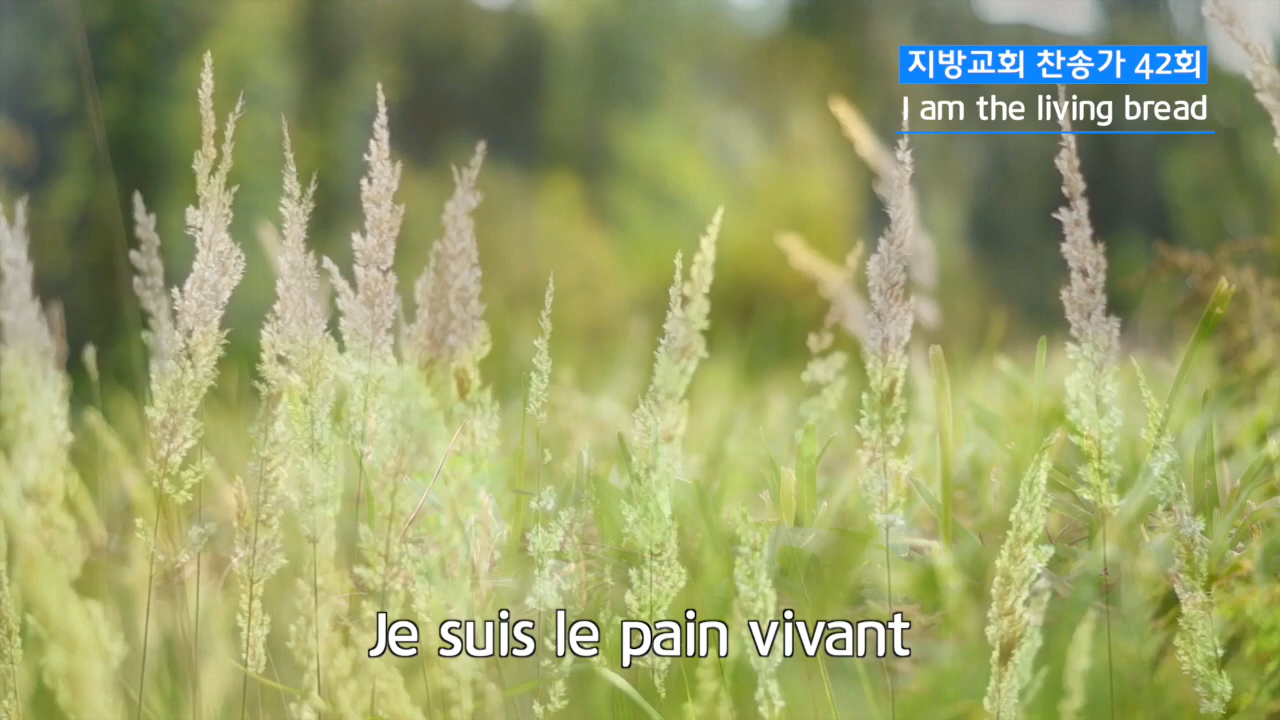 지방교회 찬송가 42회
I am the living bread
Je suis le pain vivant